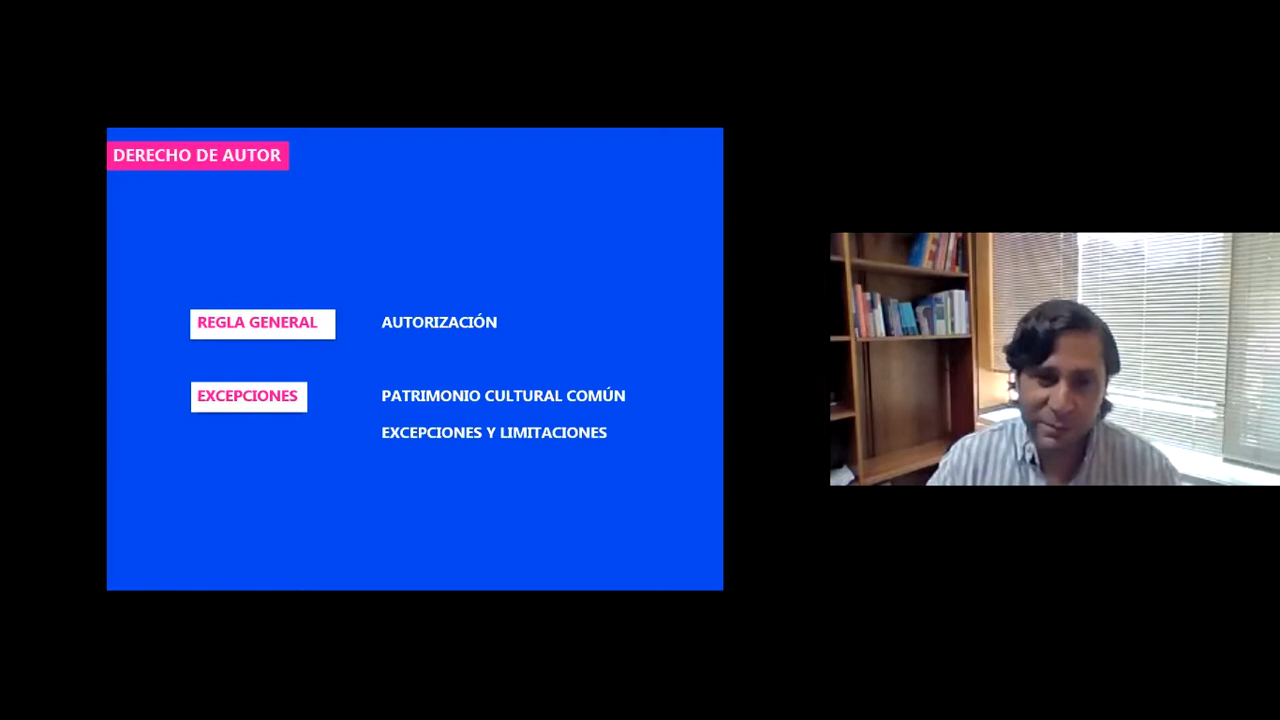 DERECHO DE AUTOR
REGLA GENERAL AUTORIZACIÓN
EXCEPCIONES PATRIMONIO CULTURAL COMÚN
EXCEPCIONES Y LIMITACIONES